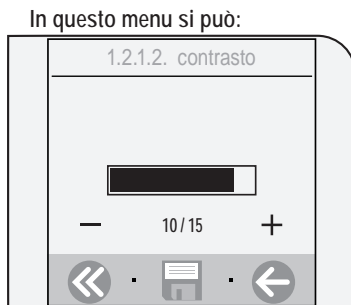 In questo menu si può:
1.2.1.2. contrasto
– 10/15 +